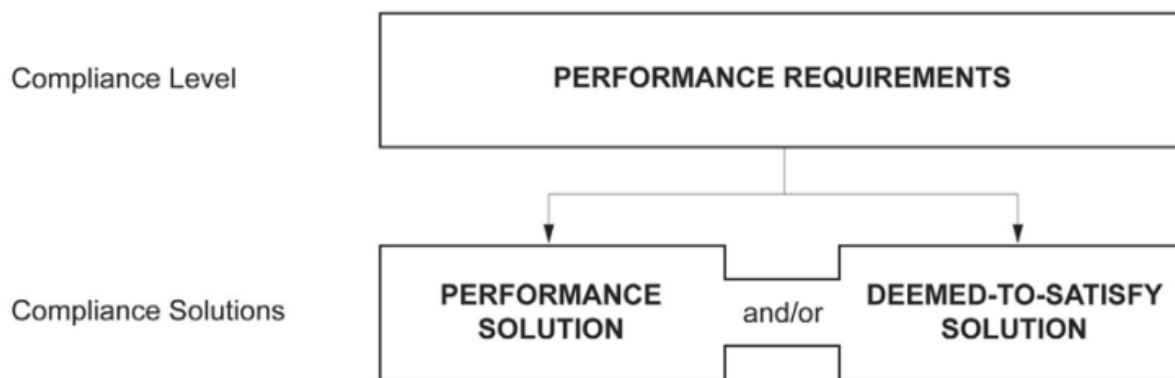 Compliance Level
PERFORMANCE REQUIREMENTS
Compliance Solutions
PERFORMANCE
SOLUTION
and/or
DEEMED-TO-SATISFY
SOLUTION